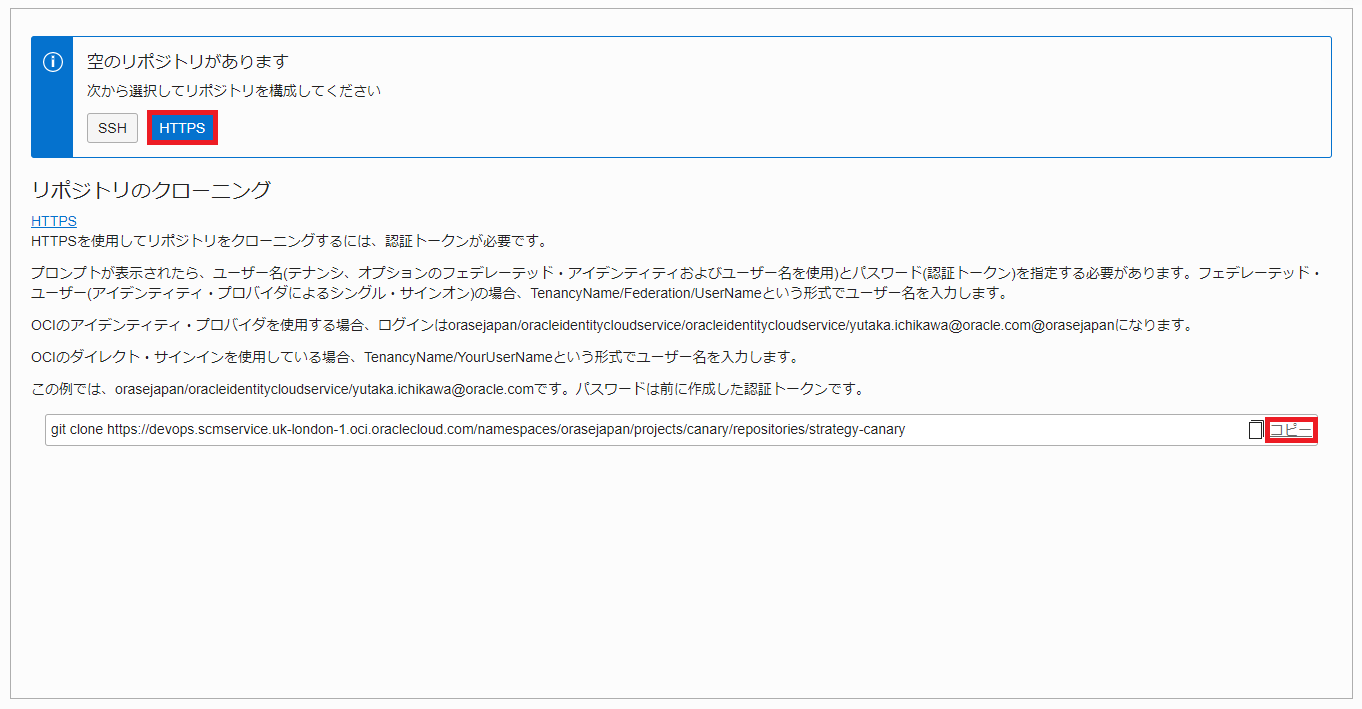 空のリポジトリがあります
次から選択してリポジトリを構成してください
SSH HTTPS
リポジトリのクローニング
HTTPS
HTTPSを使用してリポジトリをクローニングするには、認証トークンが必要です。
プロンプトが表示されたら、ユーザー名(テナンシ、オプションのフェデレーテッド・アイデンティティおよびユーザー名を使用)とパスワード(認証トークン)を指定する必要があります。フェデレーテッド・
ユーザー(アイデンティティ・プロバイダによるシングル・サインオン)の場合、TenancyName/Federation/UserNameという形式でユーザー名を入力します。
OCIのアイデンティティ・プロバイダを使用する場合、ログインはorasejapan/oracleidentitycloudservice/oracleidentitycloudservice/yutaka.ichikawa@oracle.com@orasejapanになります。
OCIのダイレクト・サインインを使用している場合、TenancyName/YourUserNameという形式でユーザー名を入力します。
この例では、orasejapan/oracleidentitycloudservice/yutaka.ichikawa@oracle.comです。パスワードは前に作成した認証トークンです。
git clone https://devops.scmservice.uk-london-1.oci.oraclecloud.com/namespaces/orasejapan/projects/canary/repositories/strategy-canary コピー